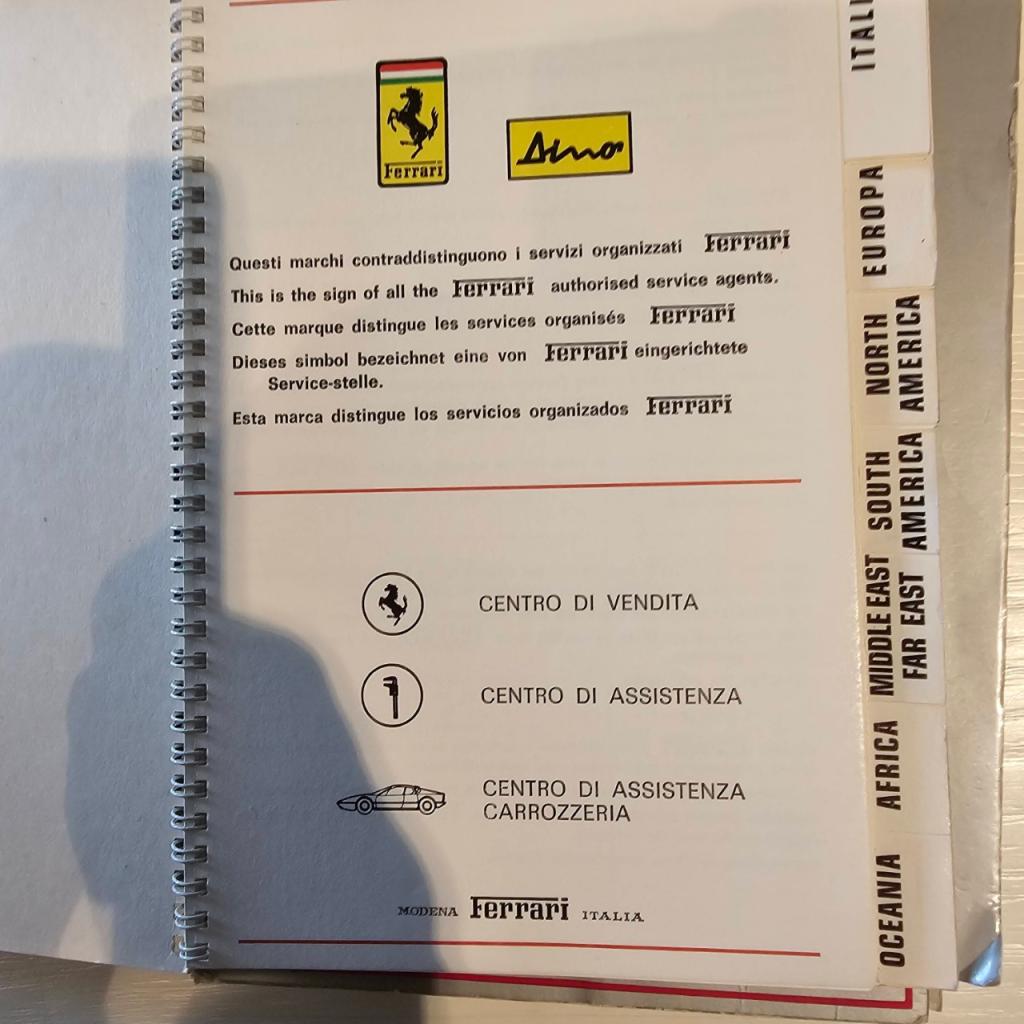 Ferrari
Dino
Questi marchi contraddistinguono i servizi organizzati Ferrari
This is the sign of all the Ferrari authorised service agents.
Cette marque distingue les services organisés Ferrari
Dieses simbol bezeichnet eine von Ferrari eingerichtete
Service-stelle.
Esta marca distingue los servicios organizados Ferrari
CENTRO DI VENDITA
CENTRO DI ASSISTENZA
CENTRO DI ASSISTENZA
CARROZZERIA
MODENA Ferrari ITALIA
EUROPA
NORTH
AMERICA
SOUTH
AMERICA
MIDDLE EAST
FAR EAST
AFRICA
OCEANIA